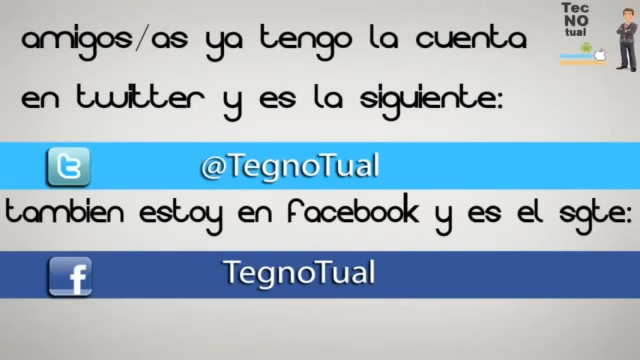 Tec
NO
tual
amigos/as ya tengo la cuenta
en twitter y es la siguiente:
t
@TegnoTual
tambien estoy en facebook y es el sgte:
f
TegnoTual